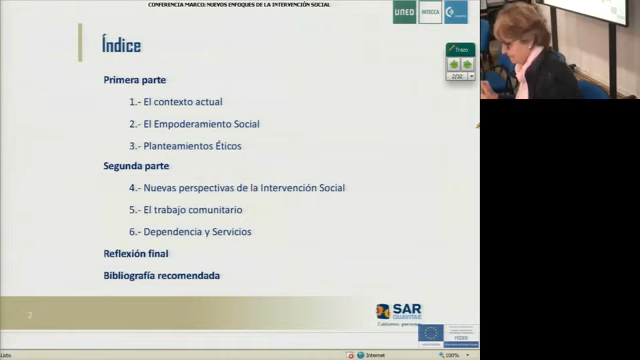 CONFERENCIA MARCO: NUEVOS ENFOQUES DE LA INTERVENCIÓN SOCIAL
UNED
INTECCA
Índice
Trazo
2/32
Primera parte
1.- El contexto actual
2.- El Empoderamiento Social
3.- Planteamientos Éticos
Segunda parte
4.- Nuevas perspectivas de la Intervención Social
5.- El trabajo comunitario
6.- Dependencia y Servicios
Reflexión final
Bibliografía recomendada
2
SAR
QUAVITAE
Listo
Internet
100%